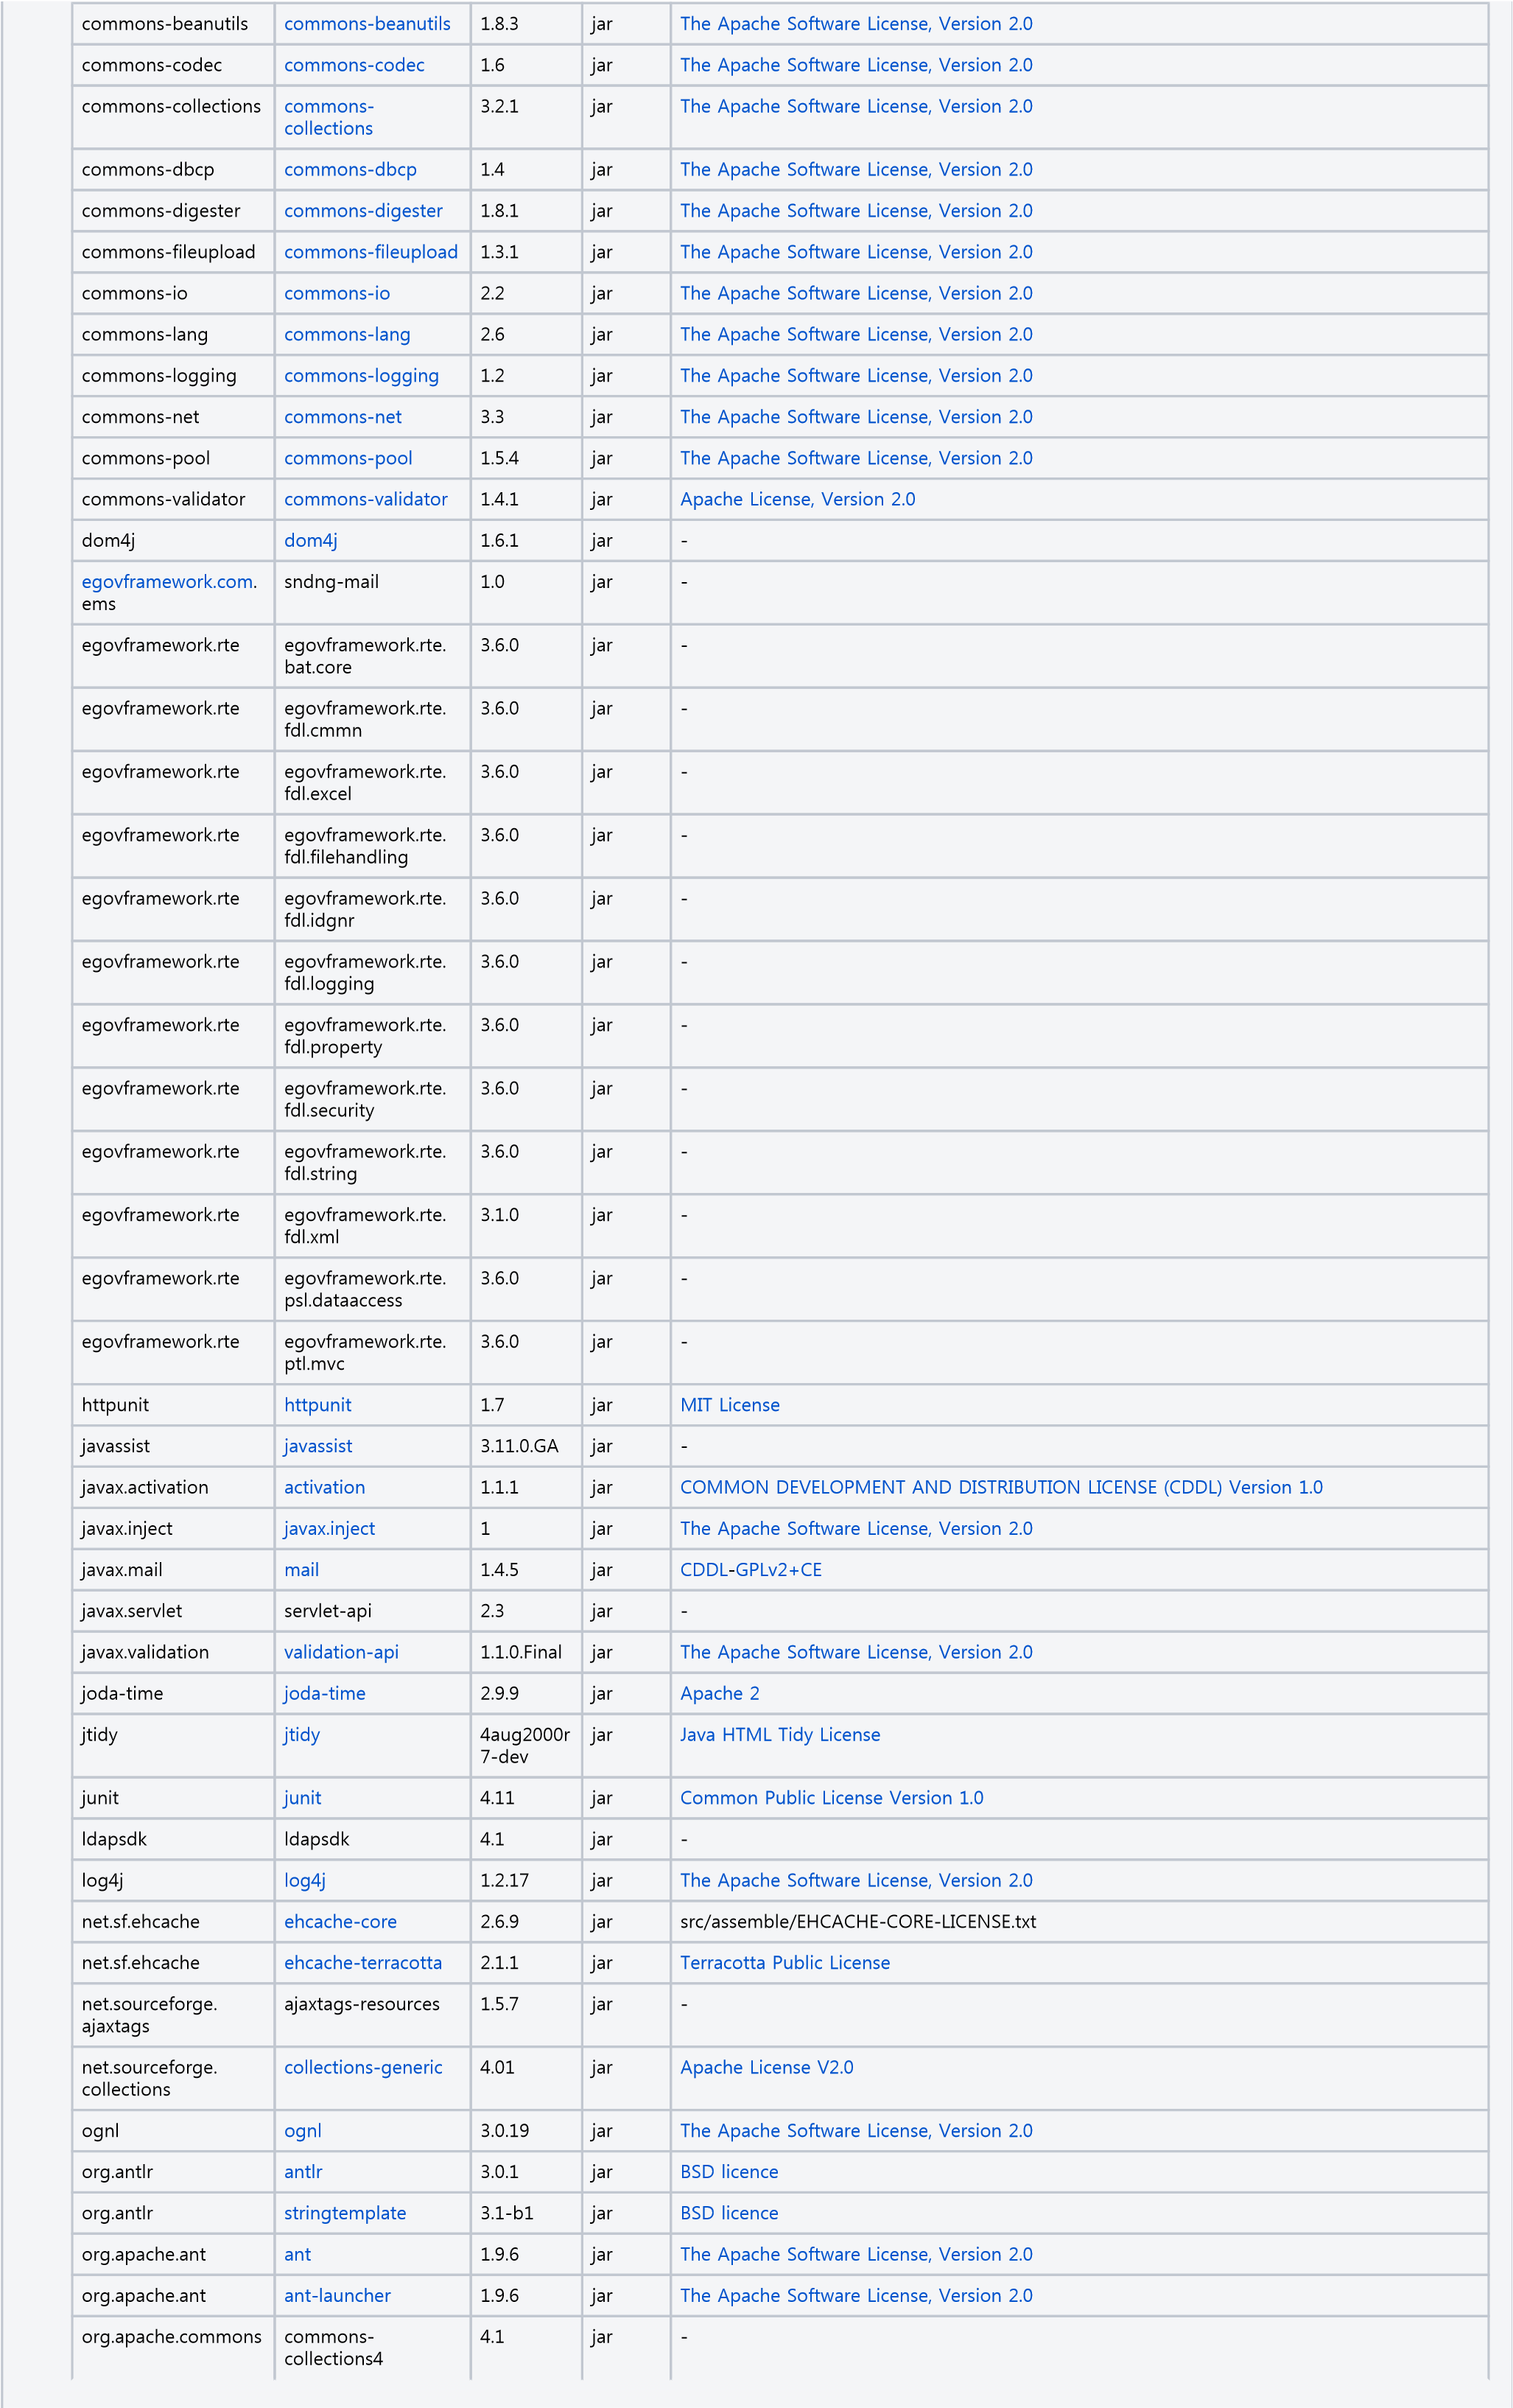 commons-beanutils commons-beanutils 1.8.3 jar The Apache Software License, Version 2.0
commons-codec commons-codec 1.6 jar The Apache Software License, Version 2.0
commons-collections commons- 3.2.1 jar The Apache Software License, Version 2.0
collections
commons-dbcp commons-dbcp 1.4 jar The Apache Software License, Version 2.0
commons-digester commons-digester 1.8.1 jar The Apache Software License, Version 2.0
commons-fileupload commons-fileupload 1.3.1 jar The Apache Software License, Version 2.0
commons-io commons-io 2.2 jar The Apache Software License, Version 2.0
commons-lang commons-lang 2.6 jar The Apache Software License, Version 2.0
commons-logging commons-logging 1.2 jar The Apache Software License, Version 2.0
commons-net commons-net 3.3 jar The Apache Software License, Version 2.0
commons-pool commons-pool 1.5.4 jar The Apache Software License, Version 2.0
commons-validator commons-validator 1.4.1 jar Apache License, Version 2.0
dom4j dom4j 1.6.1 jar -
egovframework.com. sndng-mail 1.0 jar -
ems
egovframework.rte egovframework.rte. 3.6.0 jar -
bat.core
egovframework.rte egovframework.rte. 3.6.0 jar -
fdl.cmmn
egovframework.rte egovframework.rte. 3.6.0 jar -
fdl.excel
egovframework.rte egovframework.rte. 3.6.0 jar -
fdl.filehandling
egovframework.rte egovframework.rte. 3.6.0 jar -
fdl.idgnr
egovframework.rte egovframework.rte. 3.6.0 jar -
fdl.logging
egovframework.rte egovframework.rte. 3.6.0 jar -
fdl.property
egovframework.rte egovframework.rte. 3.6.0 jar -
fdl.security
egovframework.rte egovframework.rte. 3.6.0 jar -
fdl.string
egovframework.rte egovframework.rte. 3.1.0 jar -
fdl.xml
egovframework.rte egovframework.rte. 3.6.0 jar -
psl.dataaccess
egovframework.rte egovframework.rte. 3.6.0 jar -
ptl.mvc
httpunit httpunit 1.7 jar MIT License
javassist javassist 3.11.0.GA jar -
javax.activation activation 1.1.1 jar COMMON DEVELOPMENT AND DISTRIBUTION LICENSE (CDDL) Version 1.0
javax.inject javax.inject 1 jar The Apache Software License, Version 2.0
javax.mail mail 1.4.5 jar CDDL-GPLv2+CE
javax.servlet servlet-api 2.3 jar -
javax.validation validation-api 1.1.0.Final jar The Apache Software License, Version 2.0
joda-time joda-time 2.9.9 jar Apache 2
jtidy jtidy 4aug2000r jar Java HTML Tidy License
7-dev
junit junit 4.11 jar Common Public License Version 1.0
ldapsdk ldapsdk 4.1 jar -
log4j log4j 1.2.17 jar The Apache Software License, Version 2.0
net.sf.ehcache ehcache-core 2.6.9 jar src/assemble/EHCACHE-CORE-LICENSE.txt
net.sf.ehcache ehcache-terracotta 2.1.1 jar Terracotta Public License
net.sourceforge. ajaxtags-resources 1.5.7 jar -
ajaxtags
net.sourceforge. collections-generic 4.01 jar Apache License V2.0
collections
ognl ognl 3.0.19 jar The Apache Software License, Version 2.0
org.antlr antlr 3.0.1 jar BSD licence
org.antlr stringtemplate 3.1-b1 jar BSD licence
org.apache.ant ant 1.9.6 jar The Apache Software License, Version 2.0
org.apache.ant ant-launcher 1.9.6 jar The Apache Software License, Version 2.0
org.apache.commons commons- 4.1 jar -
collections4